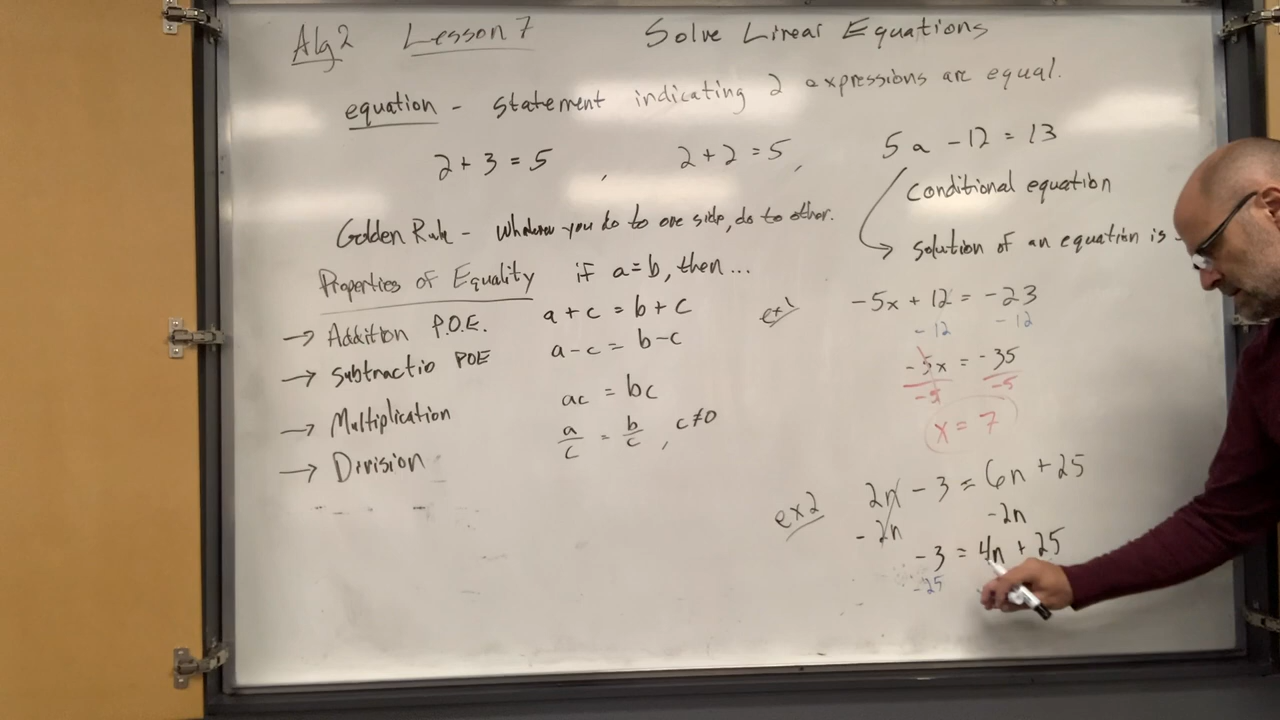 Alg2 Lesson 7 Solve Linear Equations
equation - statement indicating 2 expressions are equal.
2 + 3 = 5 , 2 + 2 = 5 , 5a - 12 = 13
conditional equation
Golden Rule - Whatever you do to one side, do to other.
solution of an equation is
Properties of Equality if a = b, then ...
→ Addition P.O.E. a + c = b + c
→ Subtractio POE a - c = b - c
→ Multiplication ac = bc
→ Division a/c = b/c , c≠0
ex1 -5x + 12 = -23
-12 -12
-5x = -35
-5 -5
x = 7
ex2 2n - 3 = 6n + 25
-2n -2n
-3 = 4n + 25
-25